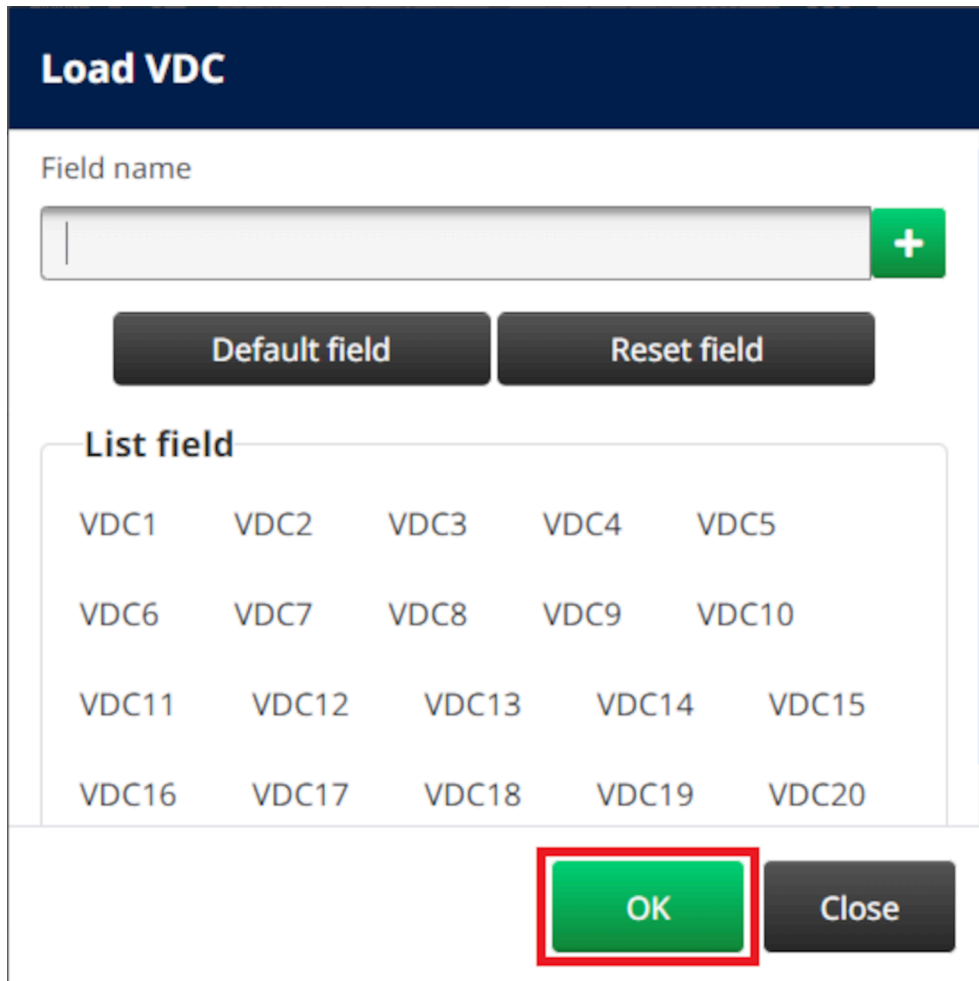 Load VDC
Field name
+
Default field Reset field
List field
VDC1 VDC2 VDC3 VDC4 VDC5
VDC6 VDC7 VDC8 VDC9 VDC10
VDC11 VDC12 VDC13 VDC14 VDC15
VDC16 VDC17 VDC18 VDC19 VDC20
OK Close